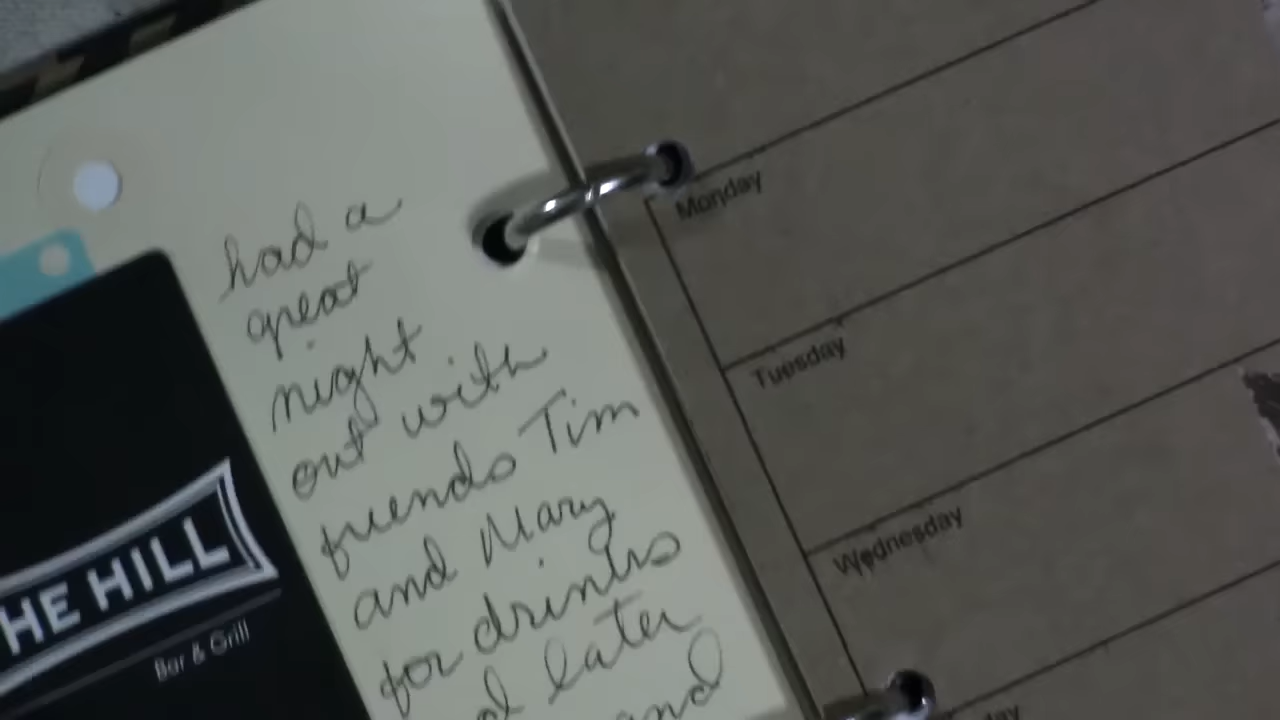 had a
great
night
out with
friends Tim
and Mary
for drinks
later
and
HE HILL
Bar & Grill
Monday
Tuesday
Wednesday